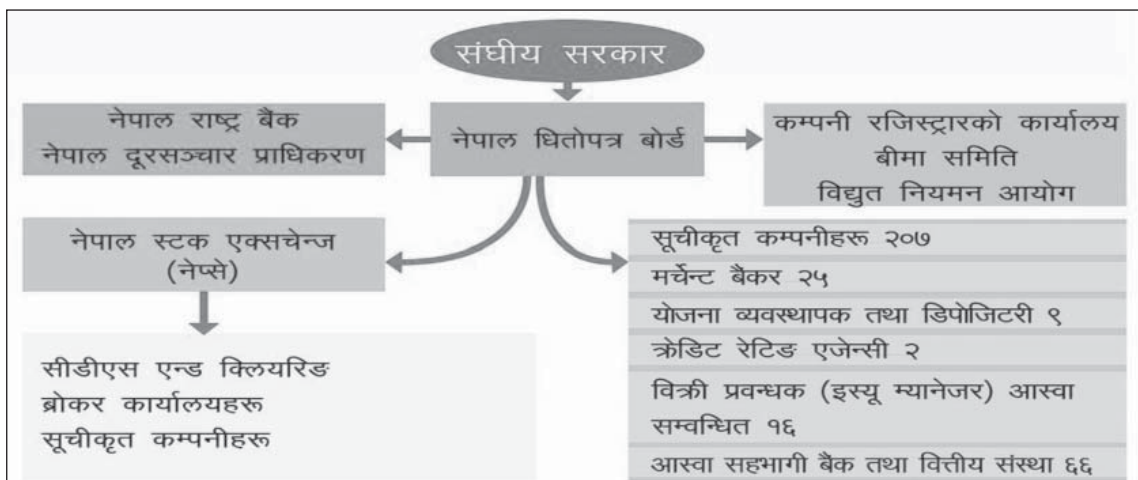 संघीय सरकार
नेपाल राष्ट्र बैंक
नेपाल दूरसञ्चार प्राधिकरण
नेपाल धितोपत्र बोर्ड
कम्पनी रजिस्ट्रारको कार्यालय
बीमा समिति
विद्युत नियमन आयोग
नेपाल स्टक एक्सचेन्ज
(नेप्से)
सीडीएस एन्ड क्लियरिङ
ब्रोकर कार्यालयहरू
सूचीकृत कम्पनीहरू
सूचीकृत कम्पनीहरू २०७
मर्चेन्ट बैंकर २५
योजना व्यवस्थापक तथा डिपोजिटरी ९
क्रेडिट रेटिङ एजेन्सी २
विक्री प्रवन्धक (इस्यू म्यानेजर) आस्वा
सम्वन्धित १६
आस्वा सहभागी बैंक तथा वित्तीय संस्था ६६